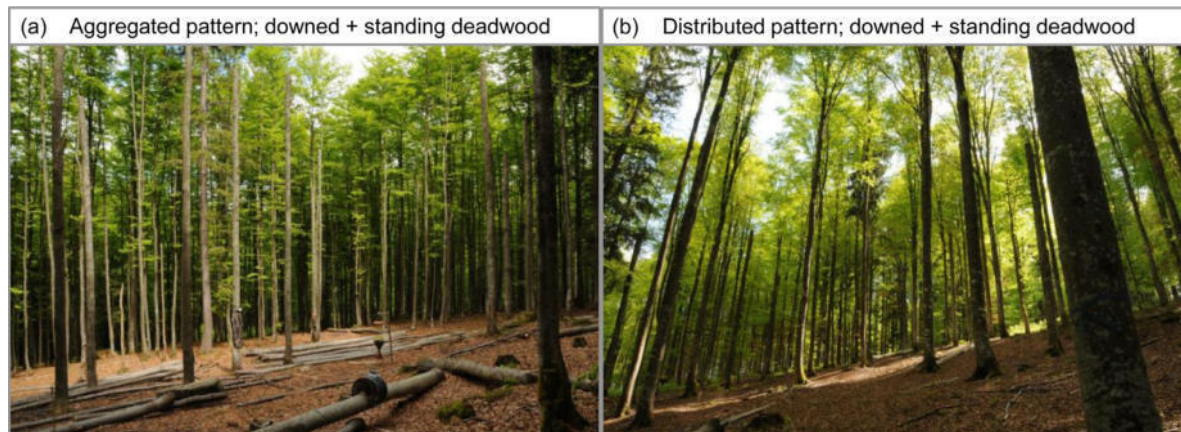 (a) Aggregated pattern; downed + standing deadwood
(b) Distributed pattern; downed + standing deadwood